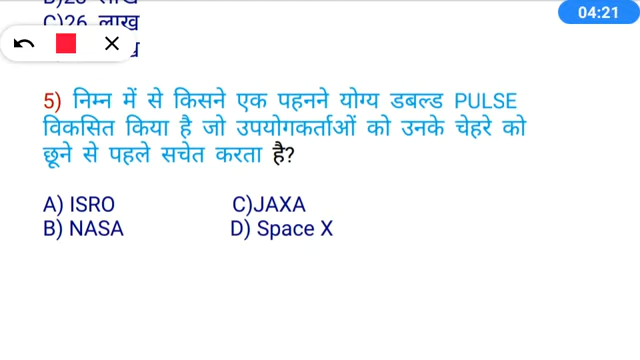 04:21
C)26 लाख
5) निम्न में से किसने एक पहनने योग्य डबल्ड PULSE
विकसित किया है जो उपयोगकर्ताओं को उनके चेहरे को
छूने से पहले सचेत करता है?
A) ISRO C)JAXA
B) NASA D) Space X